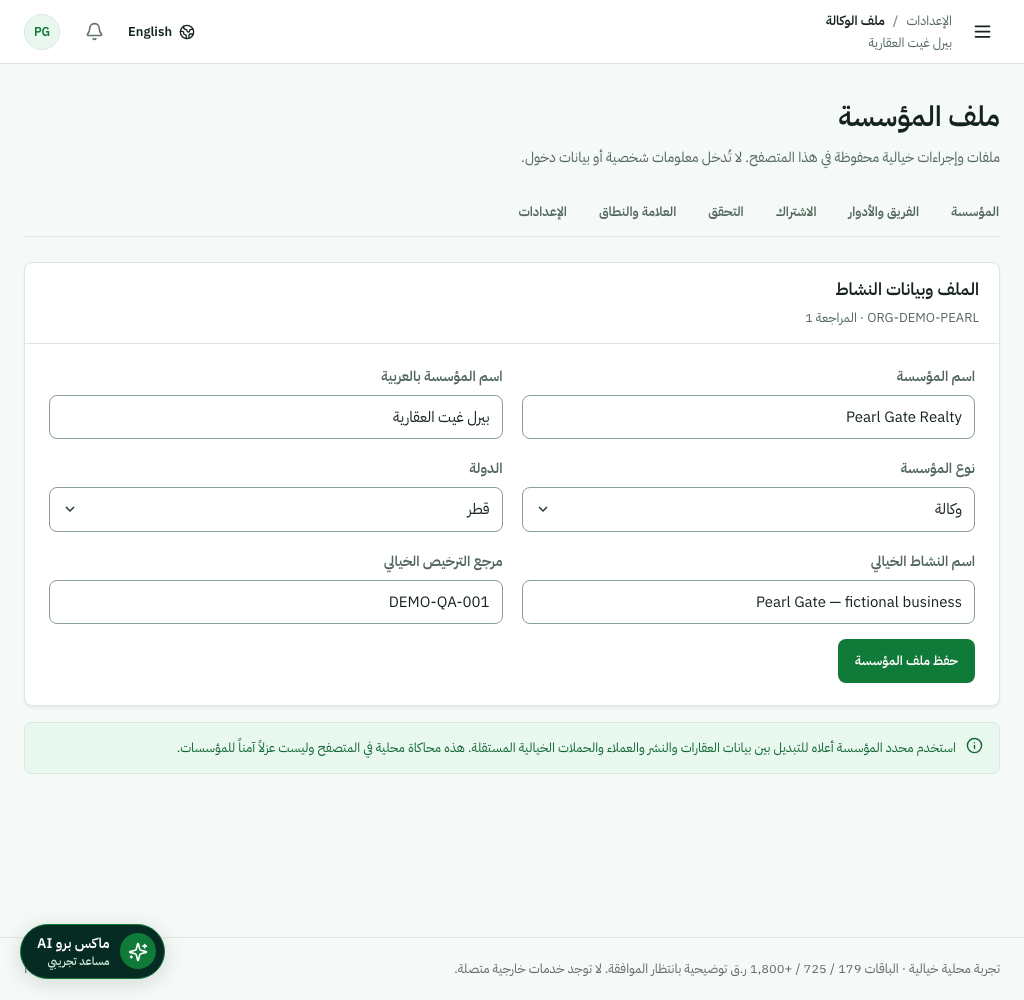 الإعدادات / ملف الوكالة
بيرل غيت العقارية
English
PG
ملف المؤسسة
ملفات وإجراءات خيالية محفوظة في هذا المتصفح. لا تُدخل معلومات شخصية أو بيانات دخول.
المؤسسة الفريق والأدوار الاشتراك التحقق العلامة والنطاق الإعدادات
الملف وبيانات النشاط
ORG-DEMO-PEARL · المراجعة 1
اسم المؤسسة
Pearl Gate Realty
اسم المؤسسة بالعربية
بيرل غيت العقارية
نوع المؤسسة
وكالة
الدولة
قطر
اسم النشاط الخيالي
Pearl Gate — fictional business
مرجع الترخيص الخيالي
DEMO-QA-001
حفظ ملف المؤسسة
استخدم محدد المؤسسة أعلاه للتبديل بين بيانات العقارات والنشر والعملاء والحملات الخيالية المستقلة. هذه محاكاة محلية في المتصفح وليست عزلاً آمناً للمؤسسات.
تجربة محلية خيالية · الباقات 179 / 725 / +1,800 ر.ق توضيحية بانتظار الموافقة. لا توجد خدمات خارجية متصلة.
ماكس برو AI
مساعد تجريبي